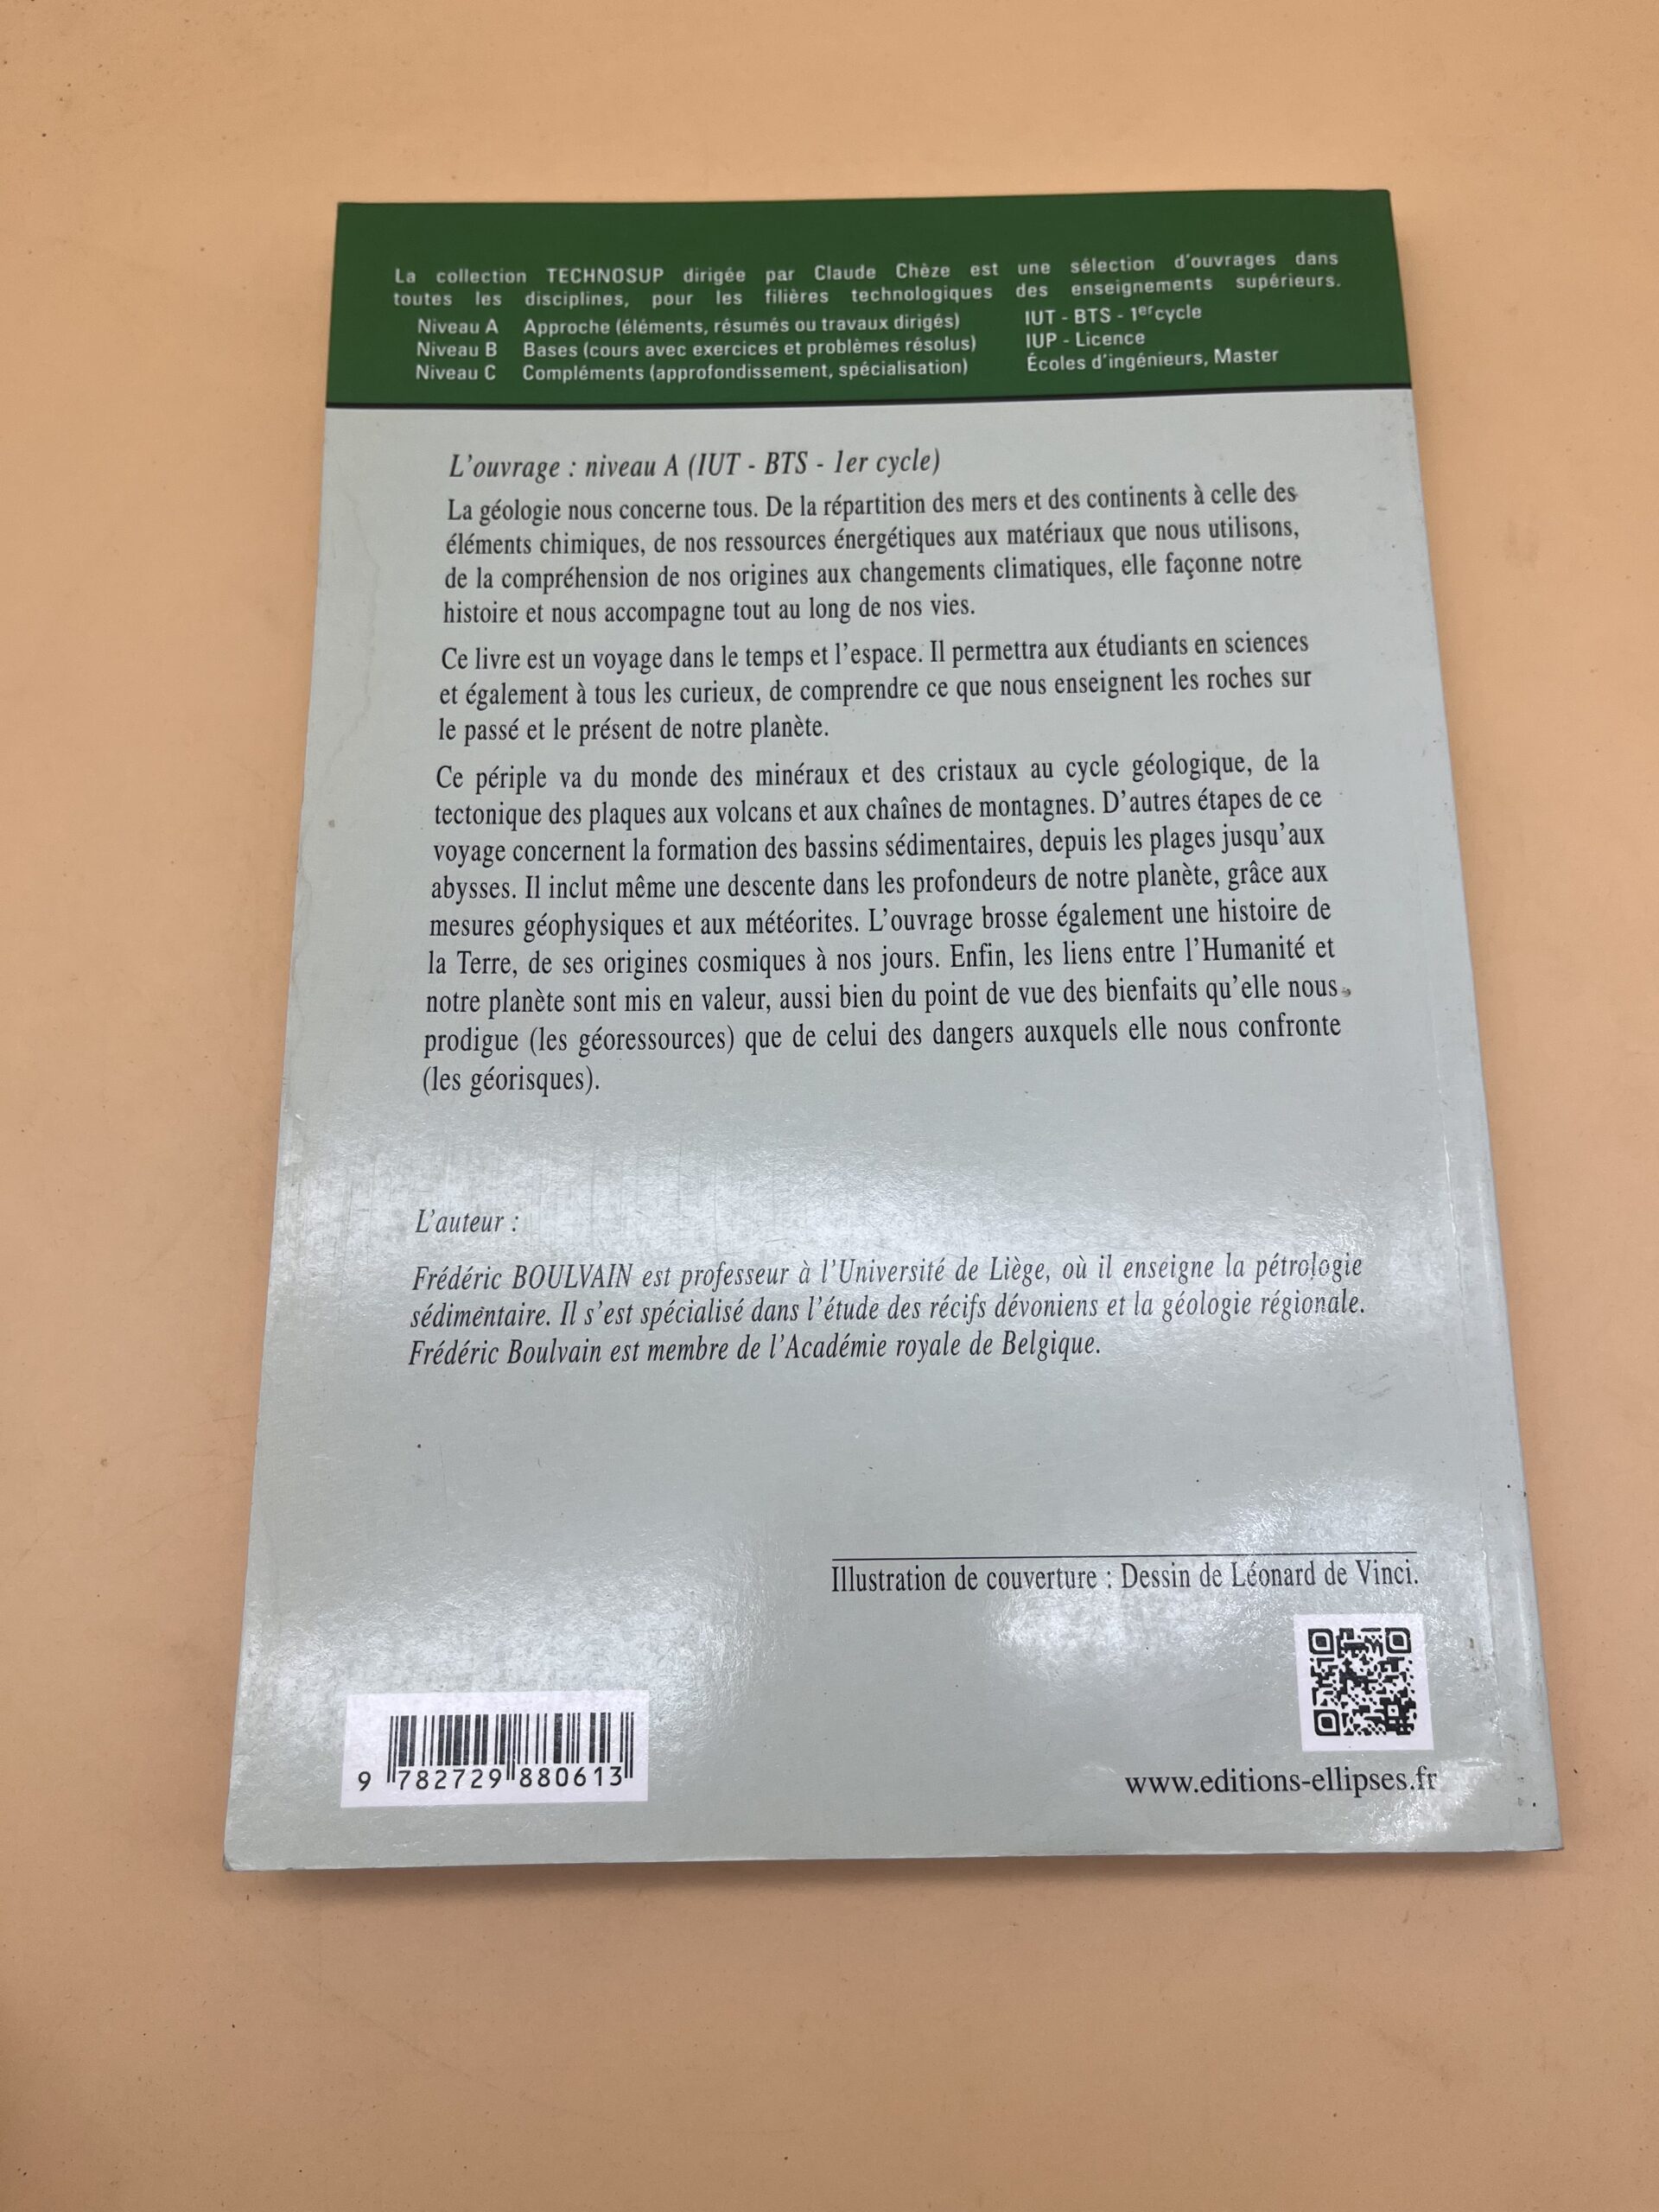 La collection TECHNOSUP dirigée par Claude Chèze est une sélection d'ouvrages dans
toutes les disciplines, pour les filières technologiques des enseignements supérieurs.
Niveau A Approche (éléments, résumés ou travaux dirigés) IUT - BTS - 1er cycle
Niveau B Bases (cours avec exercices et problèmes résolus) IUP - Licence
Niveau C Compléments (approfondissement, spécialisation) Écoles d'ingénieurs, Master
L'ouvrage : niveau A (IUT - BTS - 1er cycle)
La géologie nous concerne tous. De la répartition des mers et des continents à celle des
éléments chimiques, de nos ressources énergétiques aux matériaux que nous utilisons,
de la compréhension de nos origines aux changements climatiques, elle façonne notre
histoire et nous accompagne tout au long de nos vies.
Ce livre est un voyage dans le temps et l'espace. Il permettra aux étudiants en sciences
et également à tous les curieux, de comprendre ce que nous enseignent les roches sur
le passé et le présent de notre planète.
Ce périple va du monde des minéraux et des cristaux au cycle géologique, de la
tectonique des plaques aux volcans et aux chaînes de montagnes. D'autres étapes de ce
voyage concernent la formation des bassins sédimentaires, depuis les plages jusqu'aux
abysses. Il inclut même une descente dans les profondeurs de notre planète, grâce aux
mesures géophysiques et aux météorites. L'ouvrage brosse également une histoire de
la Terre, de ses origines cosmiques à nos jours. Enfin, les liens entre l'Humanité et
notre planète sont mis en valeur, aussi bien du point de vue des bienfaits qu'elle nous
prodigue (les géoressources) que de celui des dangers auxquels elle nous confronte
(les géorisques).
L'auteur :
Frédéric BOULVAIN est professeur à l'Université de Liège, où il enseigne la pétrologie
sédimentaire. Il s'est spécialisé dans l'étude des récifs dévoniens et la géologie régionale.
Frédéric Boulvain est membre de l'Académie royale de Belgique.
Illustration de couverture : Dessin de Léonard de Vinci.
9 782729 880613
www.editions-ellipses.fr